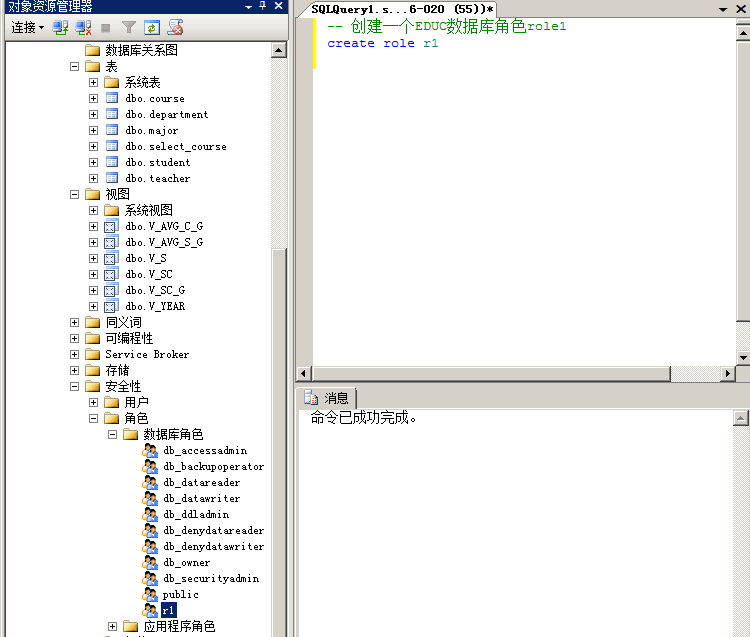 对象资源管理器
连接
数据库关系图
表
系统表
dbo.course
dbo.department
dbo.major
dbo.select_course
dbo.student
dbo.teacher
视图
系统视图
dbo.V_AVG_C_G
dbo.V_AVG_S_G
dbo.V_S
dbo.V_SC
dbo.V_SC_G
dbo.V_YEAR
同义词
可编程性
Service Broker
存储
安全性
用户
角色
数据库角色
db_accessadmin
db_backupoperator
db_datareader
db_datawriter
db_ddladmin
db_denydatareader
db_denydatawriter
db_owner
db_securityadmin
public
r1
应用程序角色
SQLQuery1.s...6-020 (55))*
-- 创建一个EDUC数据库角色role1
create role r1
消息
命令已成功完成。